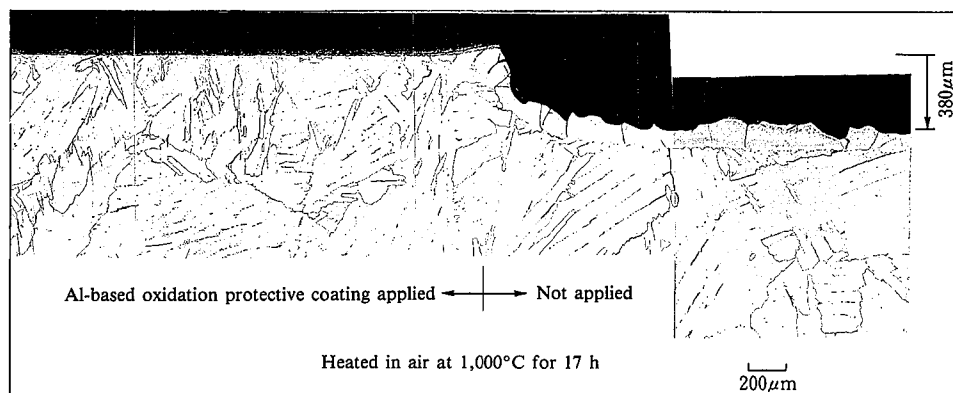 380μm
Al-based oxidation protective coating applied
Not applied
Heated in air at 1,000°C for 17 h
200μm